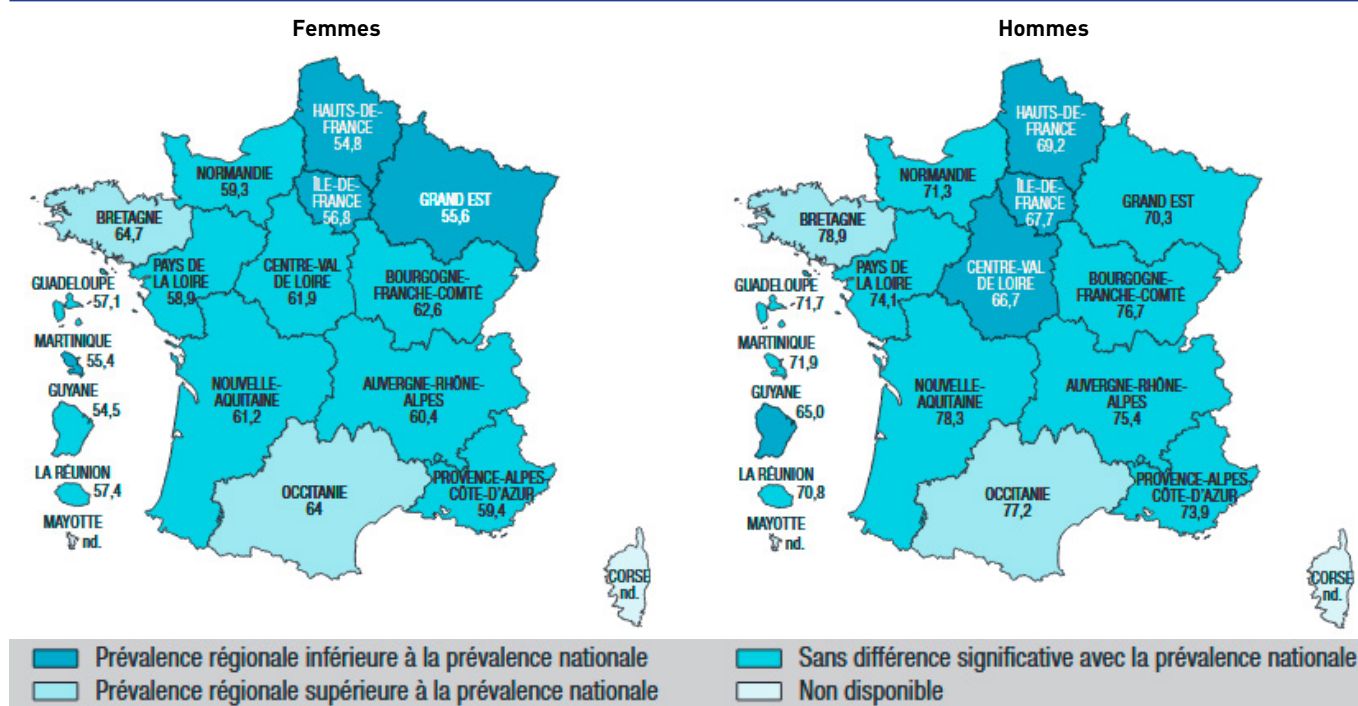 Femmes
HAUTS-DE-
FRANCE
54,8
NORMANDIE
59,3
ÎLE-DE-
FRANCE
56,8
GRAND EST
55,6
BRETAGNE
64,7
PAYS DE
LA LOIRE
58,9
CENTRE-VAL
DE LOIRE
61,9
BOURGOGNE-
FRANCHE-COMTÉ
62,6
GUADELOUPE
57,1
MARTINIQUE
55,4
GUYANE
54,5
LA RÉUNION
57,4
MAYOTTE
nd.
NOUVELLE-
AQUITAINE
61,2
AUVERGNE-RHÔNE-
ALPES
60,4
OCCITANIE
64
PROVENCE-ALPES-
CÔTE-D'AZUR
59,4
CORSE
nd.
Hommes
HAUTS-DE-
FRANCE
69,2
NORMANDIE
71,3
ÎLE-DE-
FRANCE
67,7
GRAND EST
70,3
BRETAGNE
78,9
PAYS DE
LA LOIRE
74,1
CENTRE-VAL
DE LOIRE
66,7
BOURGOGNE-
FRANCHE-COMTÉ
76,7
GUADELOUPE
71,7
MARTINIQUE
71,9
GUYANE
65,0
LA RÉUNION
70,8
MAYOTTE
nd.
NOUVELLE-
AQUITAINE
78,3
AUVERGNE-RHÔNE-
ALPES
75,4
OCCITANIE
77,2
PROVENCE-ALPES-
CÔTE-D'AZUR
73,9
CORSE
nd.
Prévalence régionale inférieure à la prévalence nationale
Sans différence significative avec la prévalence nationale
Prévalence régionale supérieure à la prévalence nationale
Non disponible